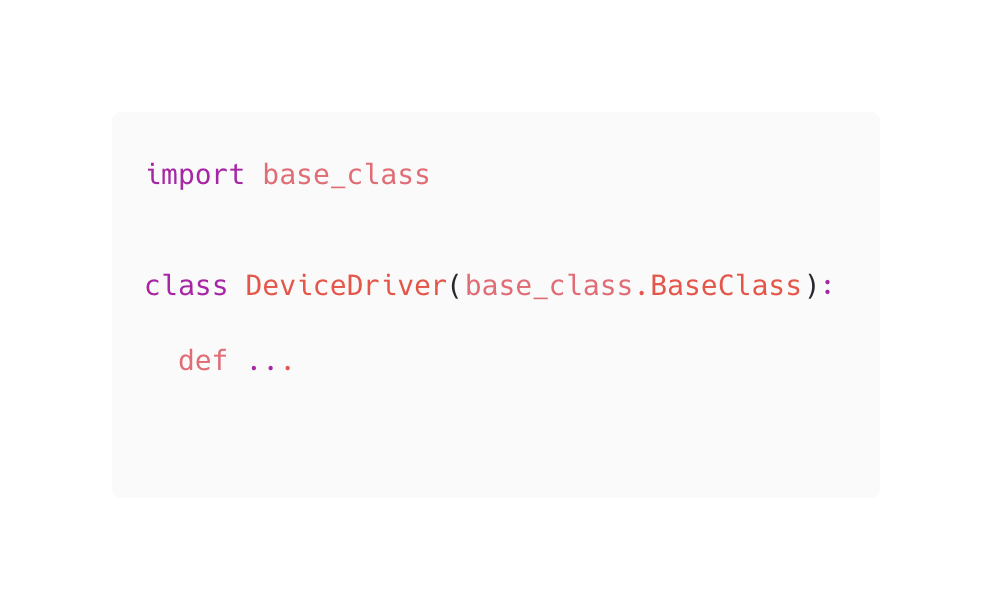 import base_class
class DeviceDriver(base_class.BaseClass):
def ...